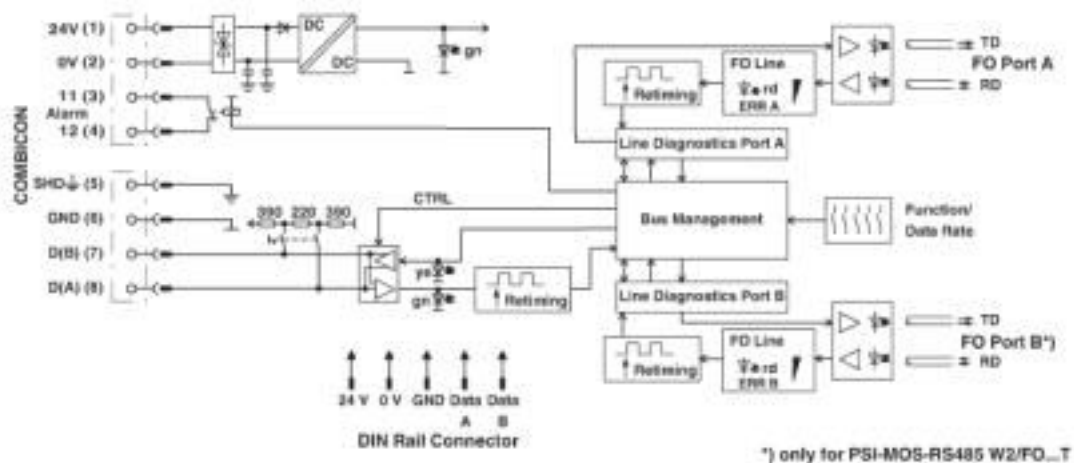 COMBICON
24V (1)
0V (2)
11 (3)
Alarm
12 (4)
SHD (5)
GND (6)
D(B) (7)
D(A) (8)
DC
DC
gn
390 220 390
CTRL
ye
gn
Retiming
Retiming
FO Line
rd
ERR A
TD
FO Port A
RD
Line Diagnostics Port A
Bus Management
Function/
Data Rate
Line Diagnostics Port B
Retiming
FO Line
rd
ERR B
TD
FO Port B*)
RD
24 V 0 V GND Data Data
A B
DIN Rail Connector
*) only for PSI-MOS-RS485 W2/FO...T